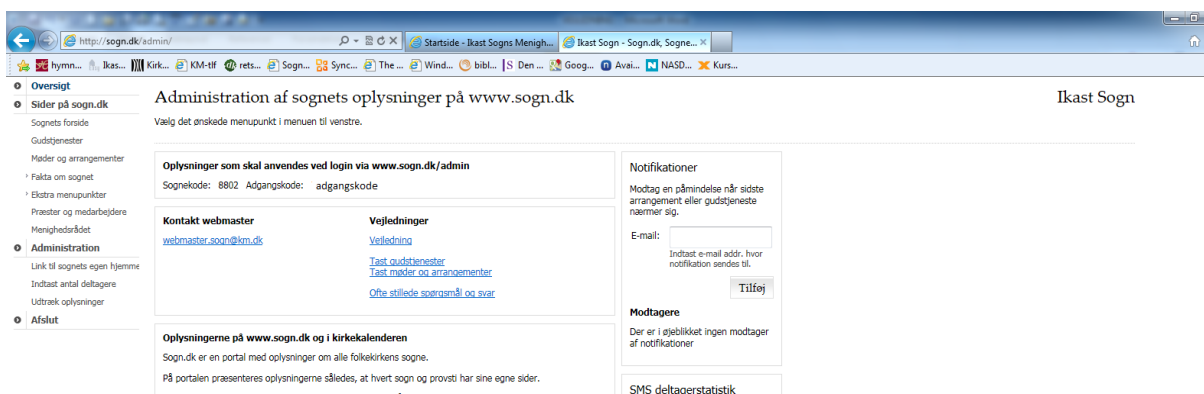 http://sogn.dk/admin/
Startside - Ikast Sogns Menigh...
Ikast Sogn - Sogn.dk, Sogne...
hymn... Ikas... Kirk... KM-tlf rets... Sogn... Sync... The ... Wind... bibl... Den ... Goog... Avai... NASD... Kurs...
Oversigt
Sider på sogn.dk
Sognets forside
Gudstjenester
Møder og arrangementer
Fakta om sognet
Ekstra menupunkter
Præster og medarbejdere
Menighedsrådet
Administration
Link til sognets egen hjemme
Indtast antal deltagere
Udtræk oplysninger
Afslut
Administration af sognets oplysninger på www.sogn.dk
Ikast Sogn
Vælg det ønskede menupunkt i menuen til venstre.
Oplysninger som skal anvendes ved login via www.sogn.dk/admin
Sognekode: 8802 Adgangskode: adgangskode
Kontakt webmaster
webmaster.sogn@km.dk
Vejledninger
Vejledning
Tast gudstjenester
Tast møder og arrangementer
Ofte stillede spørgsmål og svar
Oplysningerne på www.sogn.dk og i kirkekalenderen
Sogn.dk er en portal med oplysninger om alle folkekirkens sogne.
På portalen præsenteres oplysningerne således, at hvert sogn og provsti har sine egne sider.
Notifikationer
Modtag en påmindelse når sidste
arrangement eller gudstjeneste
nærmer sig.
E-mail:
Indtast e-mail addr. hvor
notifikation sendes til.
Tilføj
Modtagere
Der er i øjeblikket ingen modtager
af notifikationer
SMS deltagerstatistik